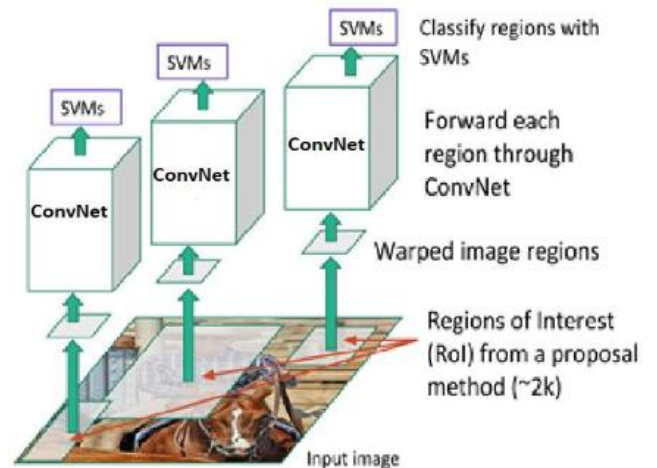 SVMs
SVMs
SVMs
Classify regions with
SVMs
ConvNet
ConvNet
ConvNet
Forward each
region through
ConvNet
Warped image regions
Regions of Interest
(RoI) from a proposal
method (~2k)
Input image